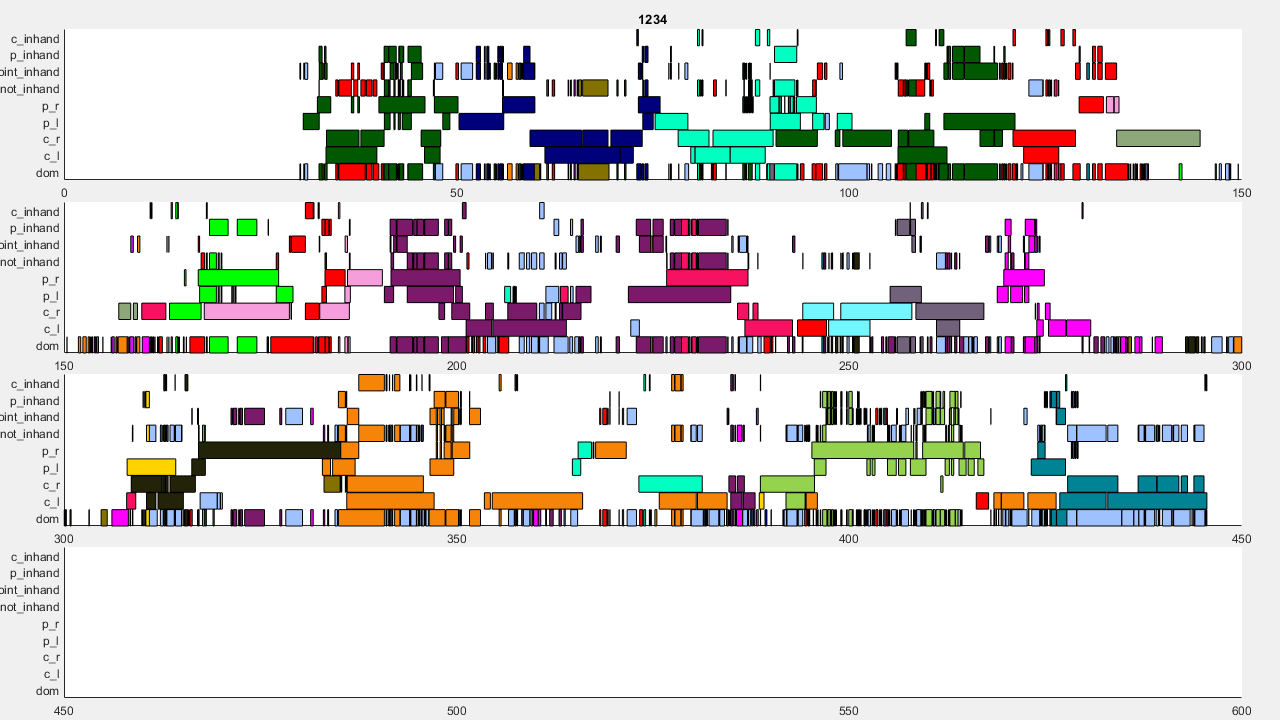 1234
c_inhand
p_inhand
oint_inhand
not_inhand
p_r
p_l
c_r
c_l
dom
0 50 100 150
c_inhand
p_inhand
oint_inhand
not_inhand
p_r
p_l
c_r
c_l
dom
150 200 250 300
c_inhand
p_inhand
oint_inhand
not_inhand
p_r
p_l
c_r
c_l
dom
300 350 400 450
c_inhand
p_inhand
oint_inhand
not_inhand
p_r
p_l
c_r
c_l
dom
450 500 550 600